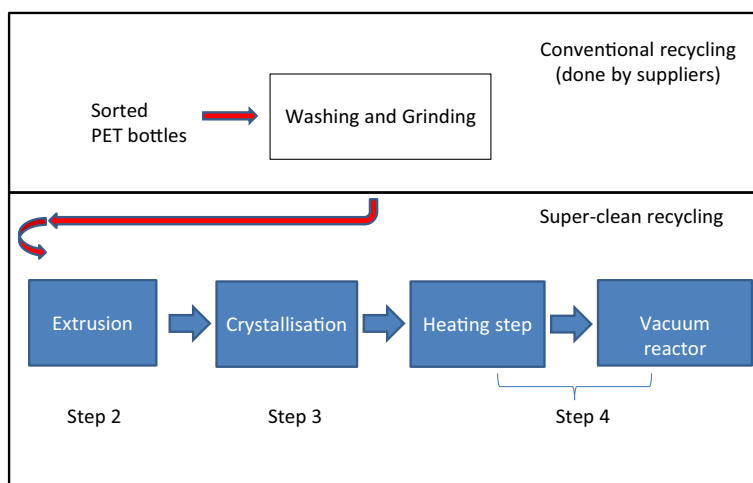 Conventional recycling
(done by suppliers)
Sorted
PET bottles
Washing and Grinding
Super-clean recycling
Extrusion
Crystallisation
Heating step
Vacuum
reactor
Step 2
Step 3
Step 4